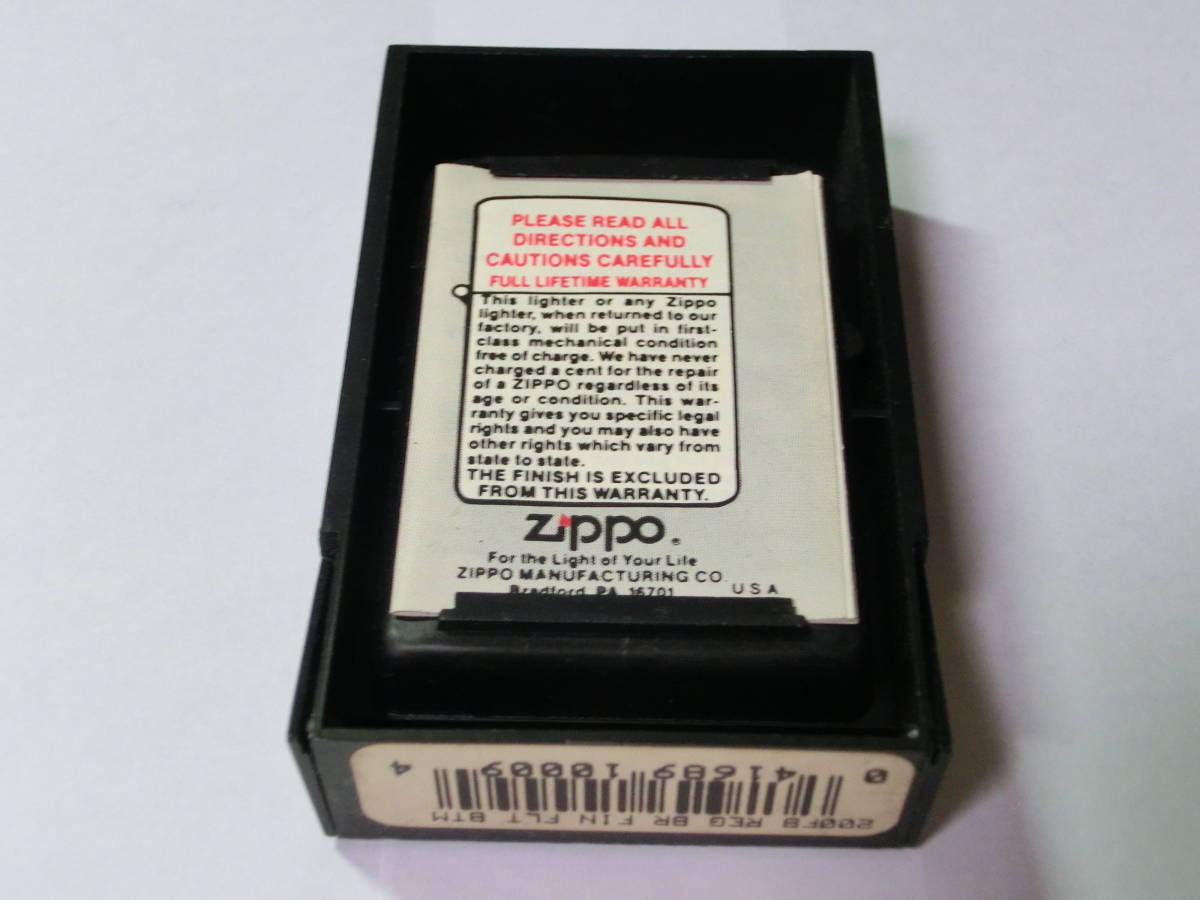 PLEASE READ ALL
DIRECTIONS AND
CAUTIONS CAREFULLY
FULL LIFETIME WARRANTY
This lighter or any Zippo
lighter, when returned to our
factory, will be put in first-
class mechanical condition
free of charge. We have never
charged a cent for the repair
of a ZIPPO regardless of its
age or condition. This war-
ranty gives you specific legal
rights and you may also have
other rights which vary from
state to state.
THE FINISH IS EXCLUDED
FROM THIS WARRANTY.
Zippo®
For the Light of Your Life
ZIPPO MANUFACTURING CO.
Bradford, PA 16701 USA
200FB REG BR FIN FLT BTM
0 41689 10009 4